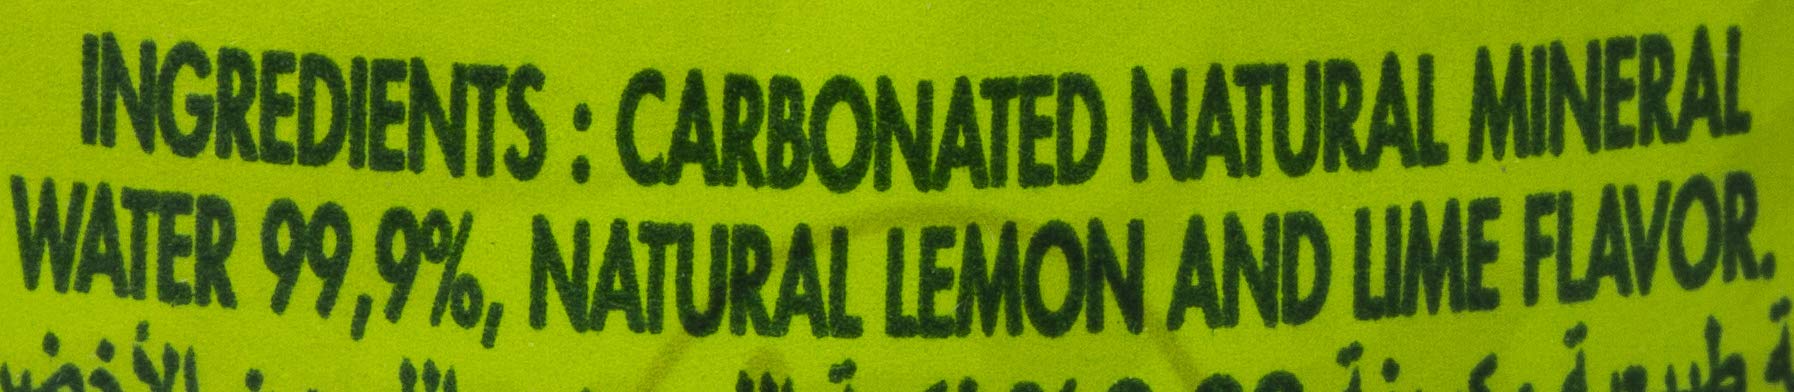 INGREDIENTS : CARBONATED NATURAL MINERAL
WATER 99,9%, NATURAL LEMON AND LIME FLAVOR.